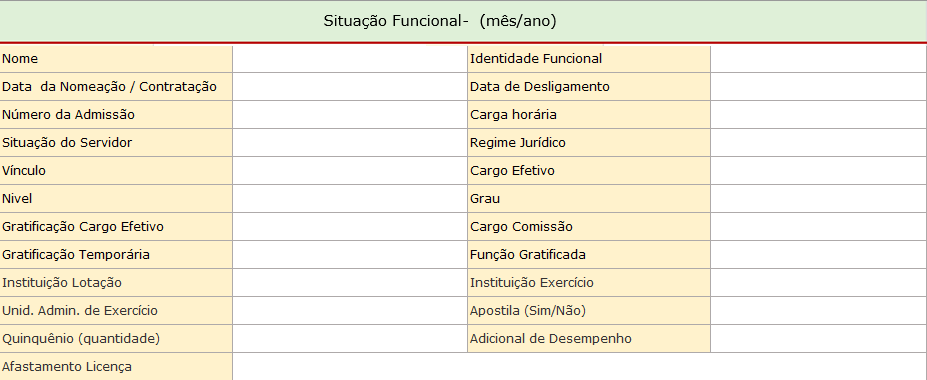 Situação Funcional-  (mês/ano)
Nome Identidade Funcional
Data  da Nomeação / Contratação Data de Desligamento
Número da Admissão Carga horária
Situação do Servidor Regime Jurídico
Vínculo Cargo Efetivo
Nivel Grau
Gratificação Cargo Efetivo Cargo Comissão
Gratificação Temporária Função Gratificada
Instituição Lotação Instituição Exercício
Unid. Admin. de Exercício Apostila (Sim/Não)
Quinquênio (quantidade) Adicional de Desempenho
Afastamento Licença